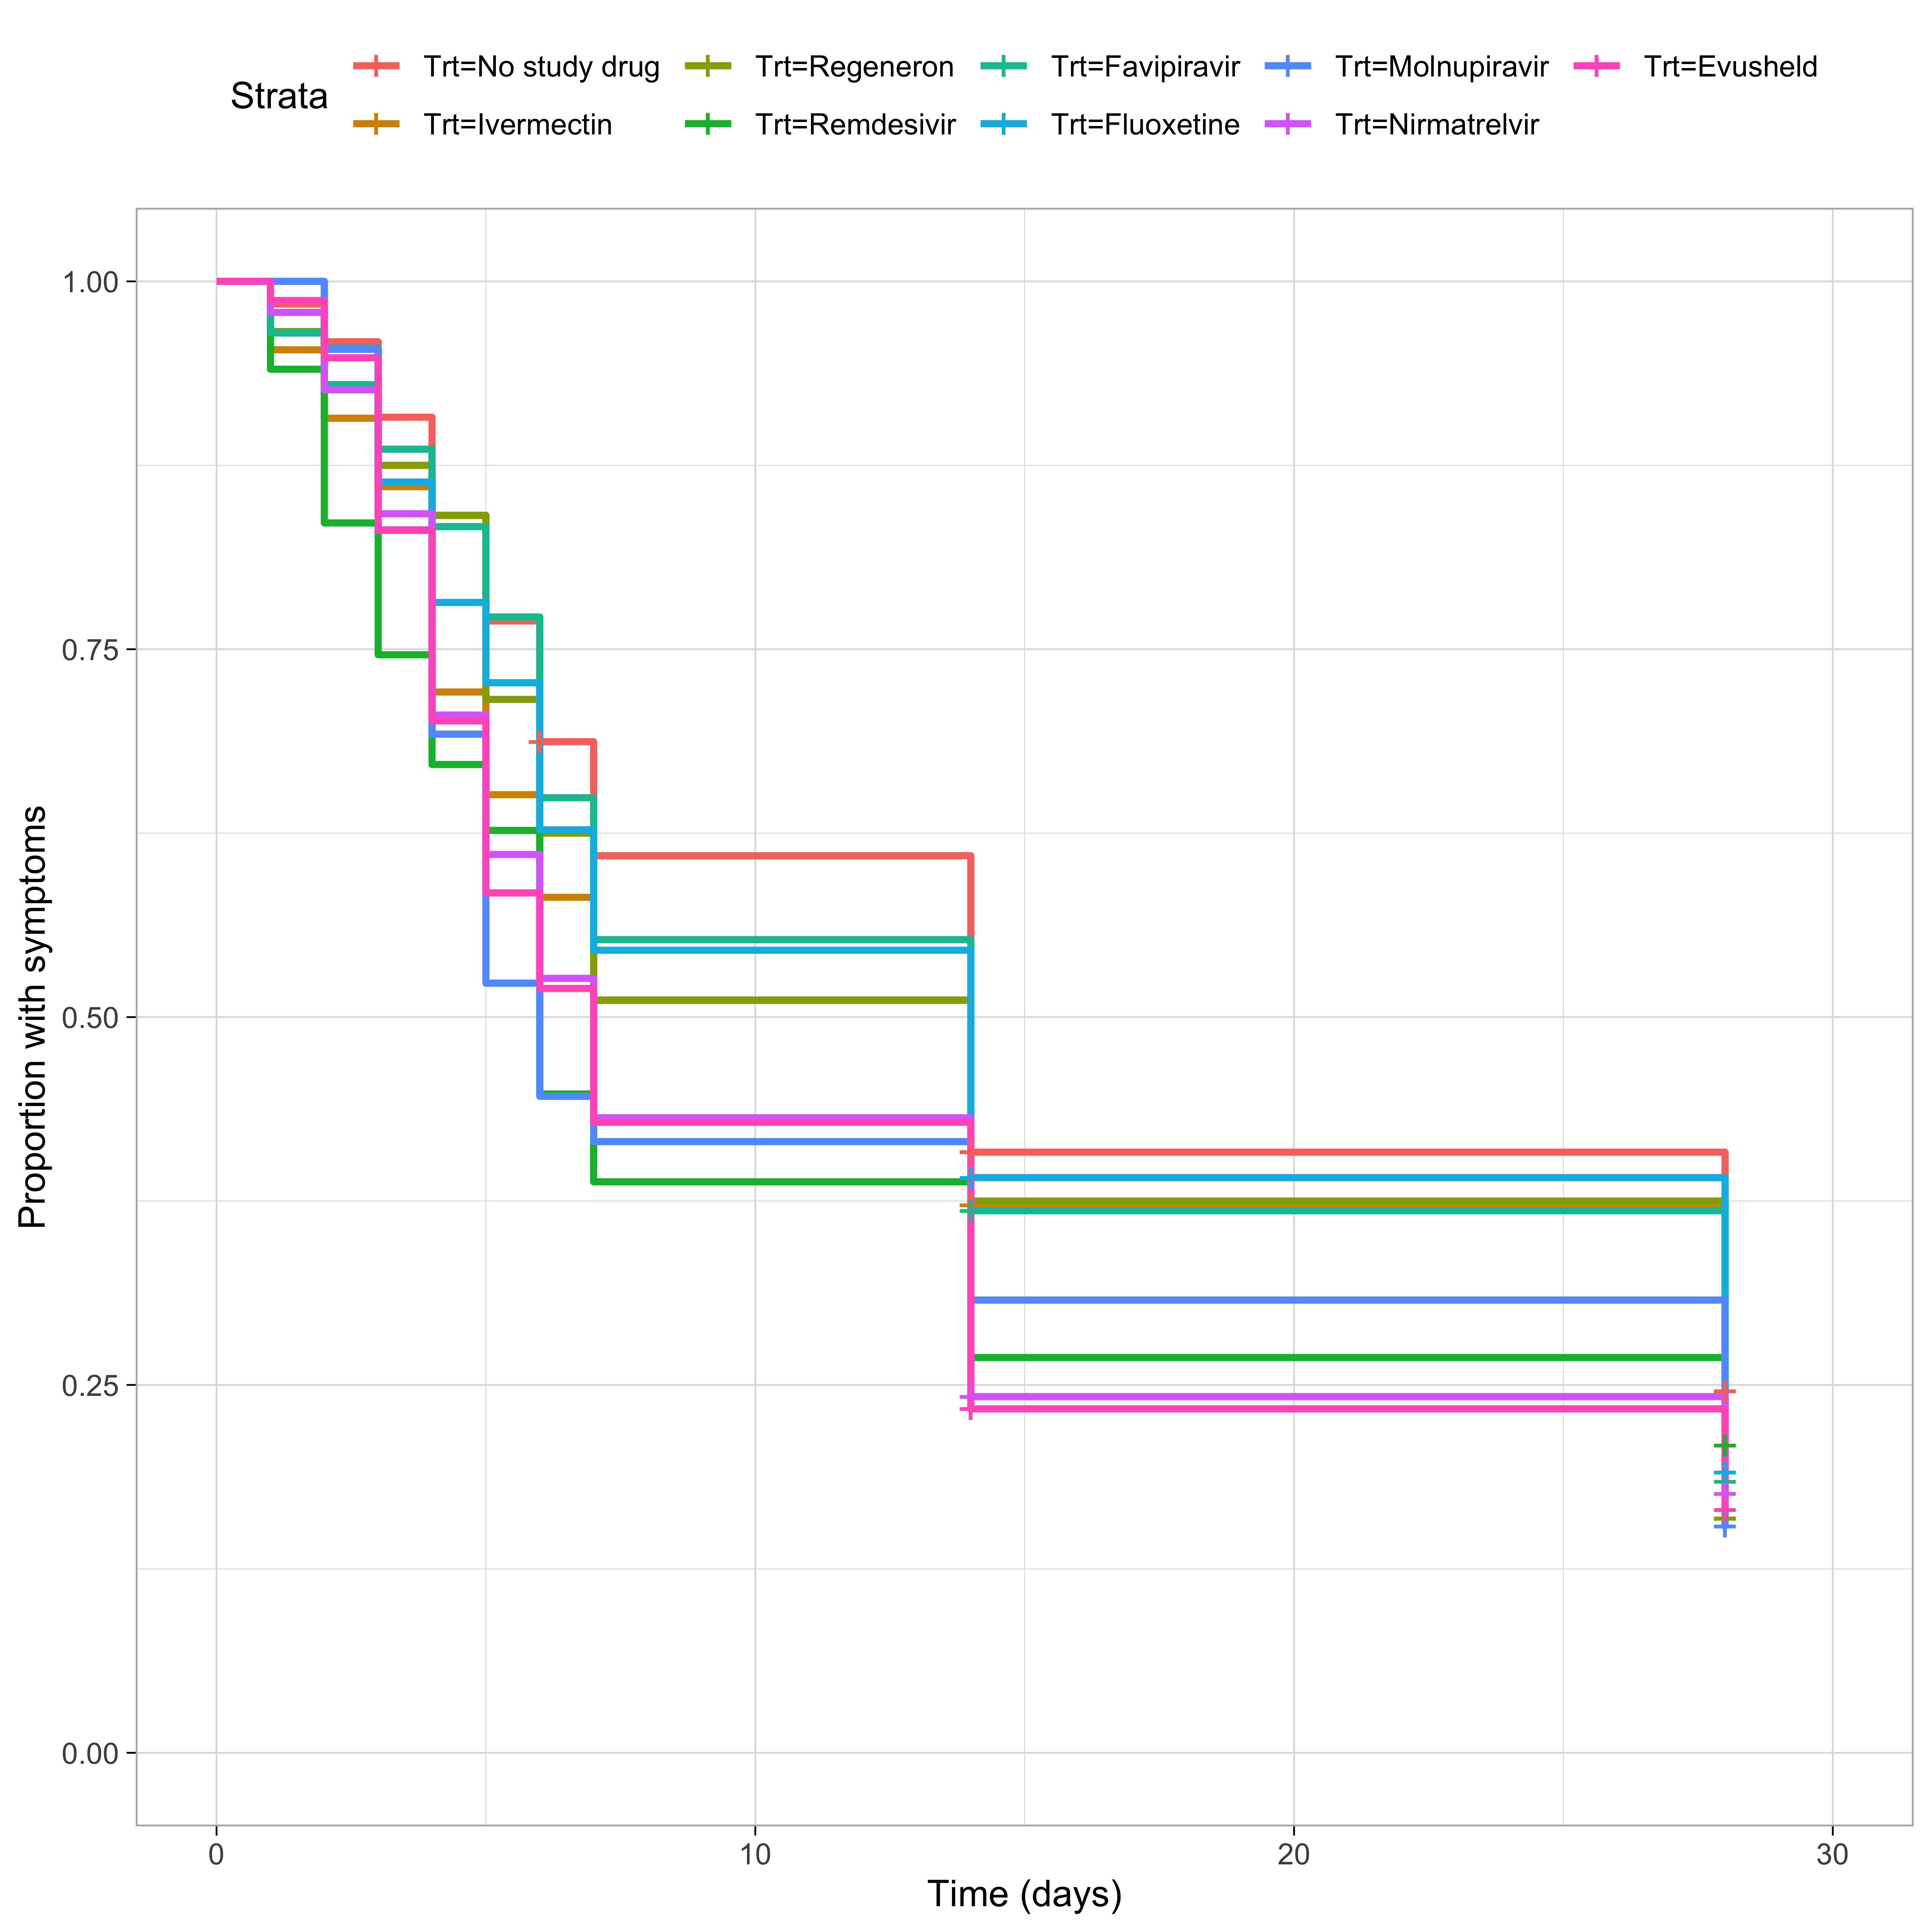 Strata
Trt=No study drug Trt=Regeneron Trt=Favipiravir Trt=Molnupiravir Trt=Evusheld
Trt=Ivermectin Trt=Remdesivir Trt=Fluoxetine Trt=Nirmatrelvir
1.00
0.75
0.50
0.25
0.00
Proportion with symptoms
0 10 20 30
Time (days)